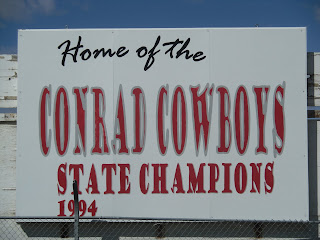 Home of the
CONRAD COWBOYS
STATE CHAMPIONS
1994